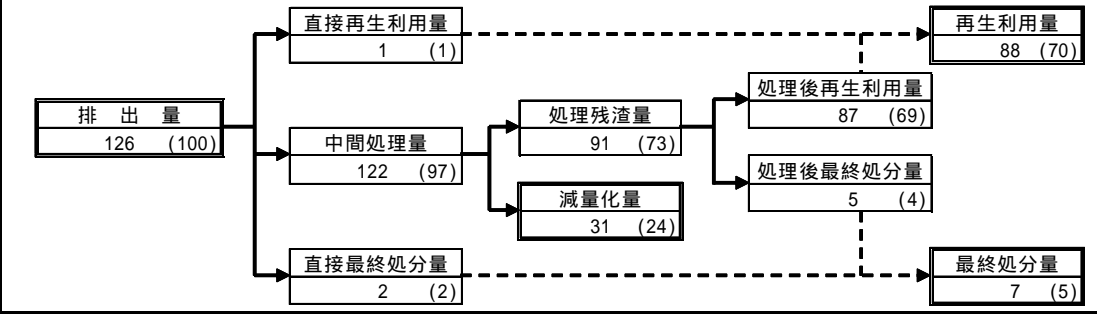 直接再生利用量
1 (1)
再生利用量
88 (70)
排 出 量
126 (100)
中間処理量
122 (97)
処理残渣量
91 (73)
処理後再生利用量
87 (69)
減量化量
31 (24)
処理後最終処分量
5 (4)
直接最終処分量
2 (2)
最終処分量
7 (5)